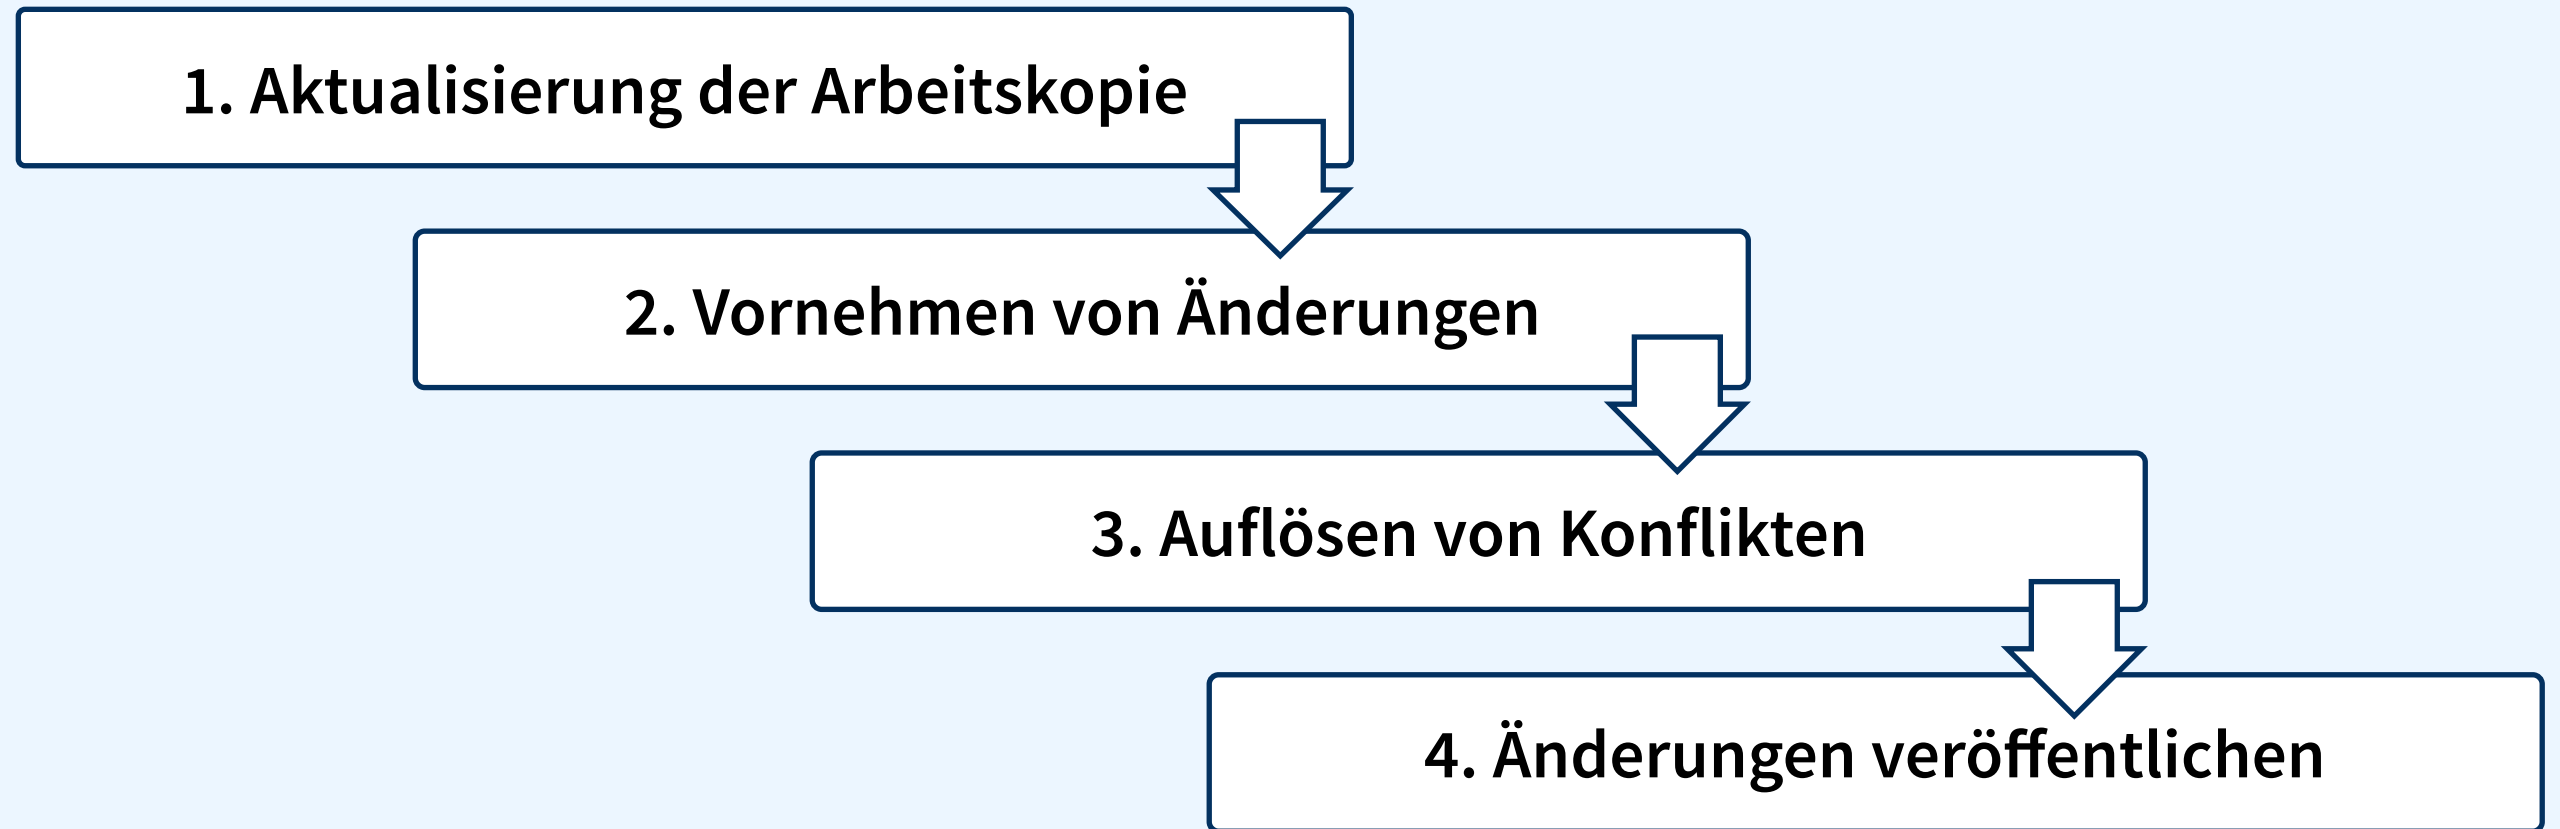 1. Aktualisierung der Arbeitskopie
2. Vornehmen von Änderungen
3. Auflösen von Konflikten
4. Änderungen veröffentlichen